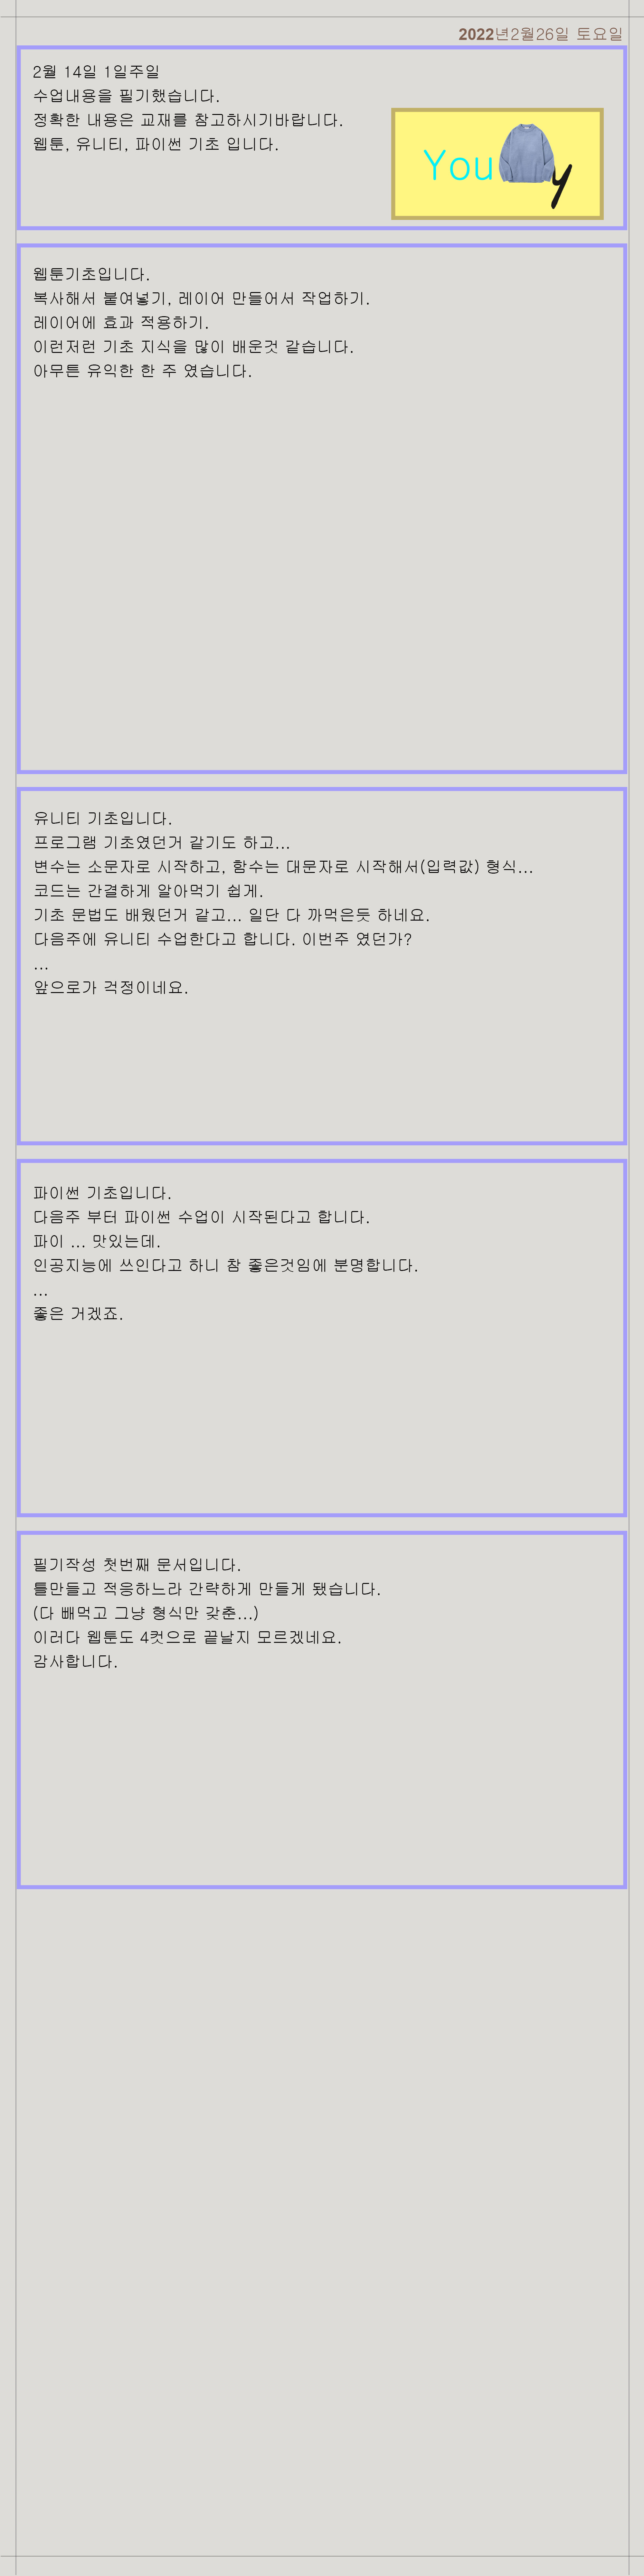 2022년2월26일 토요일
2월 14일 1일주일
수업내용을 필기했습니다.
정확한 내용은 교재를 참고하시기바랍니다.
웹툰, 유니티, 파이썬 기초 입니다.
You y
웹툰기초입니다.
복사해서 붙여넣기, 레이어 만들어서 작업하기.
레이어에 효과 적용하기.
이런저런 기초 지식을 많이 배운것 같습니다.
아무튼 유익한 한 주 였습니다.
유니티 기초입니다.
프로그램 기초였던거 같기도 하고...
변수는 소문자로 시작하고, 함수는 대문자로 시작해서(입력값) 형식...
코드는 간결하게 알아먹기 쉽게.
기초 문법도 배웠던거 같고... 일단 다 까먹은듯 하네요.
다음주에 유니티 수업한다고 합니다. 이번주 였던가?
...
앞으로가 걱정이네요.
파이썬 기초입니다.
다음주 부터 파이썬 수업이 시작된다고 합니다.
파이 ... 맛있는데.
인공지능에 쓰인다고 하니 참 좋은것임에 분명합니다.
...
좋은 거겠죠.
필기작성 첫번째 문서입니다.
틀만들고 적응하느라 간략하게 만들게 됐습니다.
(다 빼먹고 그냥 형식만 갖춘...)
이러다 웹툰도 4컷으로 끝날지 모르겠네요.
감사합니다.